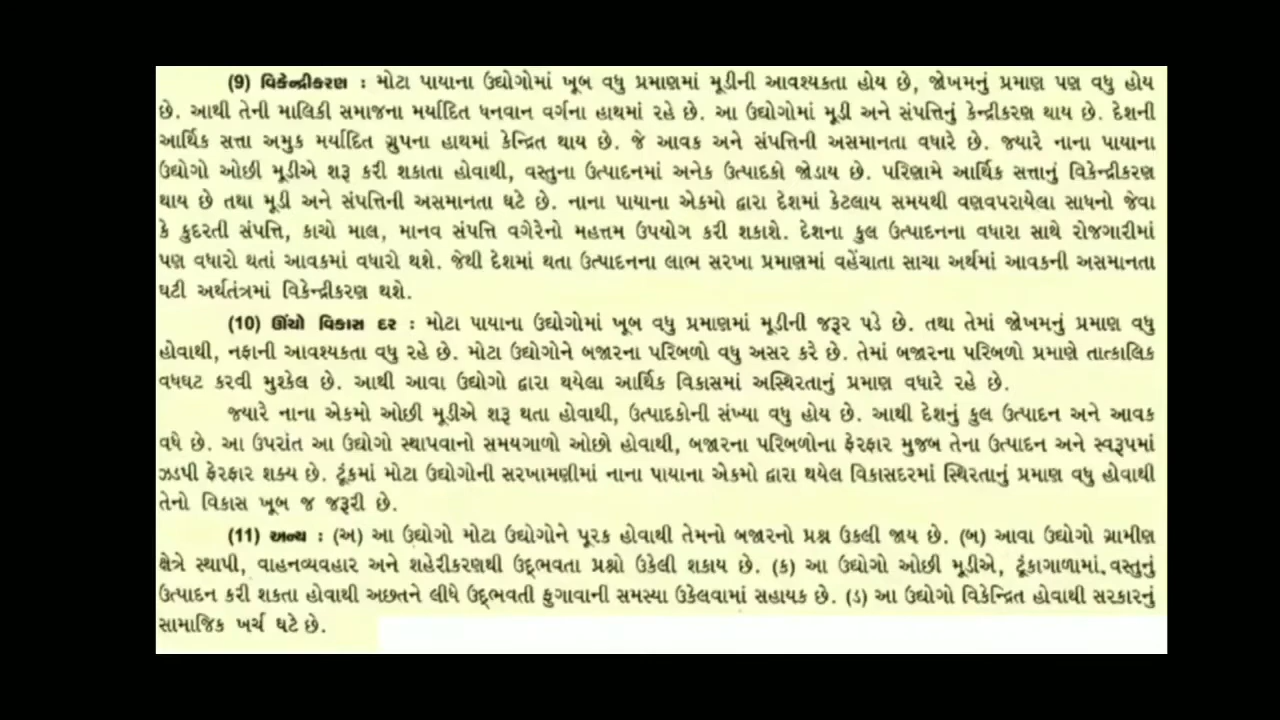 (9) વિકેન્દ્રીકરણ : મોટા પાયાના ઉદ્યોગોમાં ખૂબ વધુ પ્રમાણમાં મૂડીની આવશ્યકતા હોય છે, જોખમનું પ્રમાણ પણ વધુ હોય
છે. આથી તેની માલિકી સમાજના મર્યાદિત ધનવાન વર્ગના હાથમાં રહે છે. આ ઉદ્યોગોમાં મૂડી અને સંપત્તિનું કેન્દ્રીકરણ થાય છે. દેશની
આર્થિક સત્તા અમુક મર્યાદિત ગ્રુપના હાથમાં કેન્દ્રિત થાય છે. જે આવક અને સંપત્તિની અસમાનતા વધારે છે. જ્યારે નાના પાયાના
ઉદ્યોગો ઓછી મૂડીએ શરૂ કરી શકાતા હોવાથી, વસ્તુના ઉત્પાદનમાં અનેક ઉત્પાદકો જોડાય છે. પરિણામે આર્થિક સત્તાનું વિકેન્દ્રીકરણ
થાય છે તથા મૂડી અને સંપત્તિની અસમાનતા ઘટે છે. નાના પાયાના એકમો દ્વારા દેશમાં કેટલાય સમયથી વણવપરાયેલા સાધનો જેવા
કે કુદરતી સંપત્તિ, કાચો માલ, માનવ સંપત્તિ વગેરેનો મહત્તમ ઉપયોગ કરી શકાશે. દેશના કુલ ઉત્પાદનના વધારા સાથે રોજગારીમાં
પણ વધારો થતાં આવકમાં વધારો થશે. જેથી દેશમાં થતા ઉત્પાદનના લાભ સરખા પ્રમાણમાં વહેંચાતા સાચા અર્થમાં આવકની અસમાનતા
ઘટી અર્થતંત્રમાં વિકેન્દ્રીકરણ થશે.
(10) ઊંચો વિકાસ દર : મોટા પાયાના ઉદ્યોગોમાં ખૂબ વધુ પ્રમાણમાં મૂડીની જરૂર પડે છે. તથા તેમાં જોખમનું પ્રમાણ વધુ
હોવાથી, નફાની આવશ્યકતા વધુ રહે છે. મોટા ઉદ્યોગોને બજારના પરિબળો વધુ અસર કરે છે. તેમાં બજારના પરિબળો પ્રમાણે તાત્કાલિક
વધઘટ કરવી મુશ્કેલ છે. આથી આવા ઉદ્યોગો દ્વારા થયેલા આર્થિક વિકાસમાં અસ્થિરતાનું પ્રમાણ વધારે રહે છે.
જ્યારે નાના એકમો ઓછી મૂડીએ શરૂ થતા હોવાથી, ઉત્પાદકોની સંખ્યા વધુ હોય છે. આથી દેશનું કુલ ઉત્પાદન અને આવક
વધે છે. આ ઉપરાંત આ ઉદ્યોગો સ્થાપવાનો સમયગાળો ઓછો હોવાથી, બજારના પરિબળોના ફેરફાર મુજબ તેના ઉત્પાદન અને સ્વરૂપમાં
ઝડપી ફેરફાર શક્ય છે. ટૂંકમાં મોટા ઉદ્યોગોની સરખામણીમાં નાના પાયાના એકમો દ્વારા થયેલ વિકાસદરમાં સ્થિરતાનું પ્રમાણ વધુ હોવાથી
તેનો વિકાસ ખૂબ જ જરૂરી છે.
(11) અન્ય : (અ) આ ઉદ્યોગો મોટા ઉદ્યોગોને પૂરક હોવાથી તેમનો બજારનો પ્રશ્ન ઉકલી જાય છે. (બ) આવા ઉદ્યોગો ગ્રામીણ
ક્ષેત્રે સ્થાપી, વાહનવ્યવહાર અને શહેરીકરણથી ઉદ્ભવતા પ્રશ્નો ઉકેલી શકાય છે. (ક) આ ઉદ્યોગો ઓછી મૂડીએ, ટૂંકાગાળામાં વસ્તુનું
ઉત્પાદન કરી શકતા હોવાથી અછતને લીધે ઉદ્ભવતી ફુગાવાની સમસ્યા ઉકેલવામાં સહાયક છે. (ડ) આ ઉદ્યોગો વિકેન્દ્રિત હોવાથી સરકારનું
સામાજિક ખર્ચ ઘટે છે.